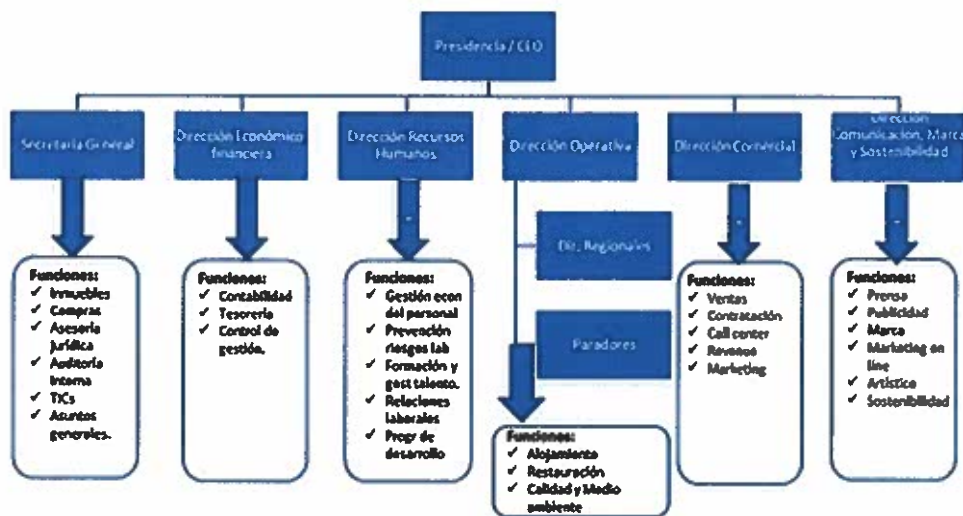 Presidencia / CEO
Secretaría General
Dirección Económico
financiera
Dirección Recursos
Humanos
Dirección Operativa
Dirección Comercial
Dirección
Comunicación, Marca
y Sostenibilidad
Dir. Regionales
Paradores
Funciones:
✓ Inmuebles
✓ Compras
✓ Asesoría
Jurídica
✓ Auditoría
Interna
✓ TICs
✓ Asuntos
generales.
Funciones:
✓ Contabilidad
✓ Tesorería
✓ Control de
gestión.
Funciones:
✓ Gestión econ
del personal
✓ Prevención
riesgos lab
✓ Formación y
gest talento.
✓ Relaciones
laborales
✓ Progr de
desarrollo
Funciones:
✓ Alojamiento
✓ Restauración
✓ Calidad y Medio
ambiente
Funciones:
✓ Ventas
✓ Contratación
✓ Call center
✓ Revenue
✓ Marketing
Funciones:
✓ Prensa
✓ Publicidad
✓ Marca
✓ Marketing on
line
✓ Artística
✓ Sostenibilidad